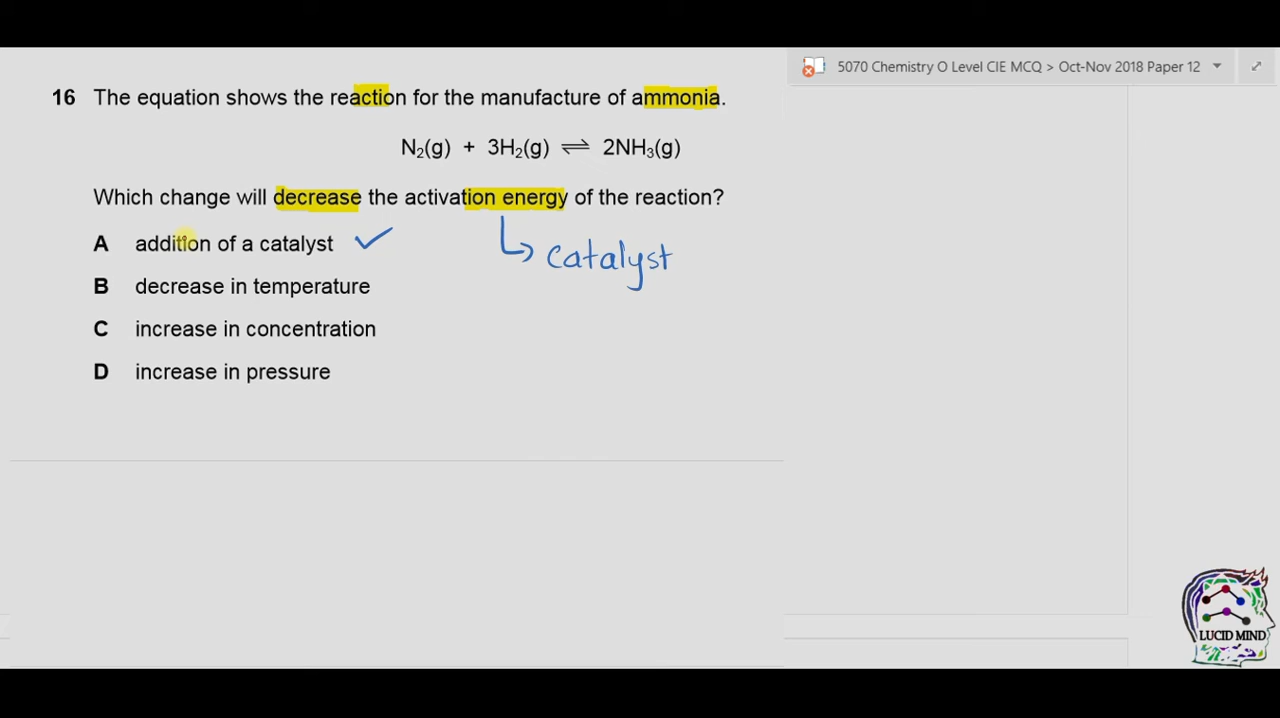 5070 Chemistry O Level CIE MCQ > Oct-Nov 2018 Paper 12
16 The equation shows the reaction for the manufacture of ammonia.
N₂(g) + 3H₂(g) ⇌ 2NH₃(g)
Which change will decrease the activation energy of the reaction?
A addition of a catalyst ✓
catalyst
B decrease in temperature
C increase in concentration
D increase in pressure
LUCID MIND